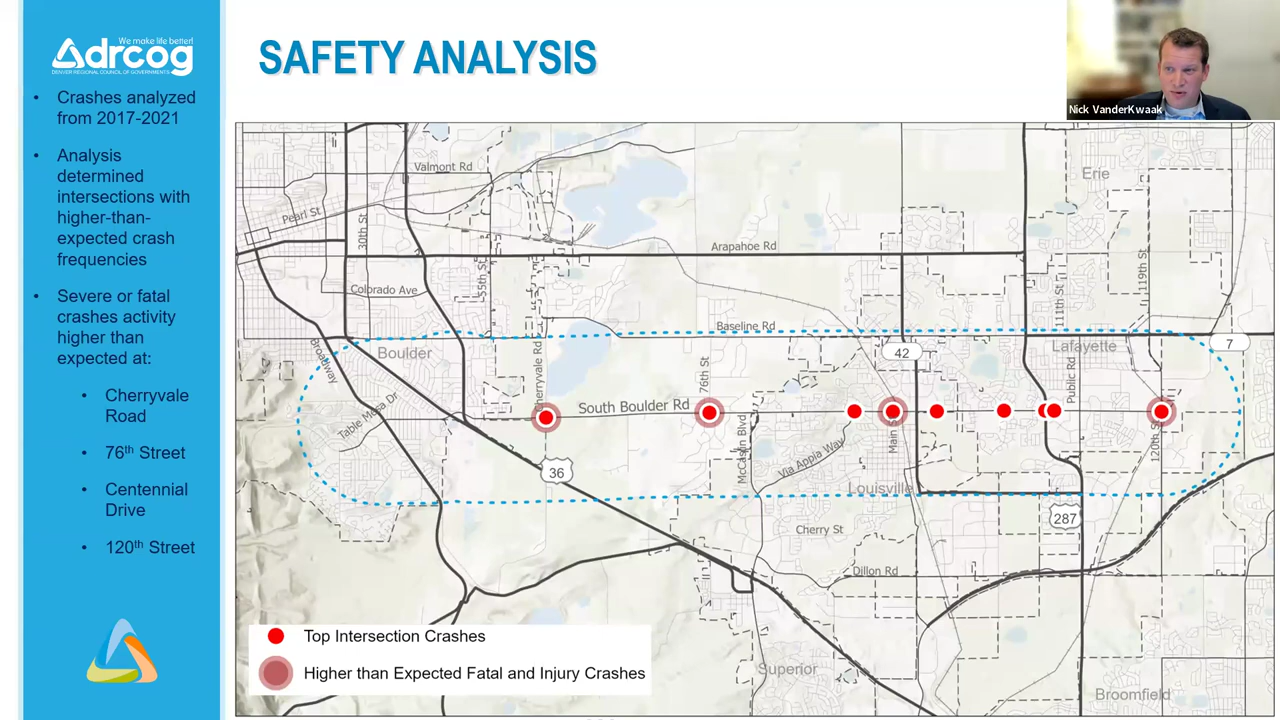 We make life better!
drcog
DENVER REGIONAL COUNCIL OF GOVERNMENTS
SAFETY ANALYSIS
Nick VanderKwaak
• Crashes analyzed
from 2017-2021
• Analysis
determined
intersections with
higher-than-
expected crash
frequencies
• Severe or fatal
crashes activity
higher than
expected at:
• Cherryvale
Road
• 76th Street
• Centennial
Drive
• 120th Street
Valmont Rd
Erie
Pearl St
30th St
Arapahoe Rd
55th St
119th St
Colorado Ave
111th St
Baseline Rd
Broadway
Boulder
42
Lafayette
7
Cherryvale Rd
76th St
Public Rd
Table Mesa Dr
South Boulder Rd
McCaslin Blvd
Via Appia Way
Main St
120th St
36
Louisville
287
Cherry St
Dillon Rd
Superior
Broomfield
Top Intersection Crashes
Higher than Expected Fatal and Injury Crashes